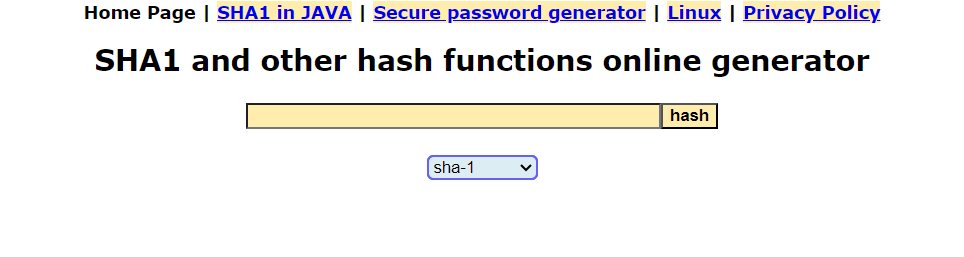 Home Page | SHA1 in JAVA | Secure password generator | Linux | Privacy Policy
SHA1 and other hash functions online generator
hash
sha-1